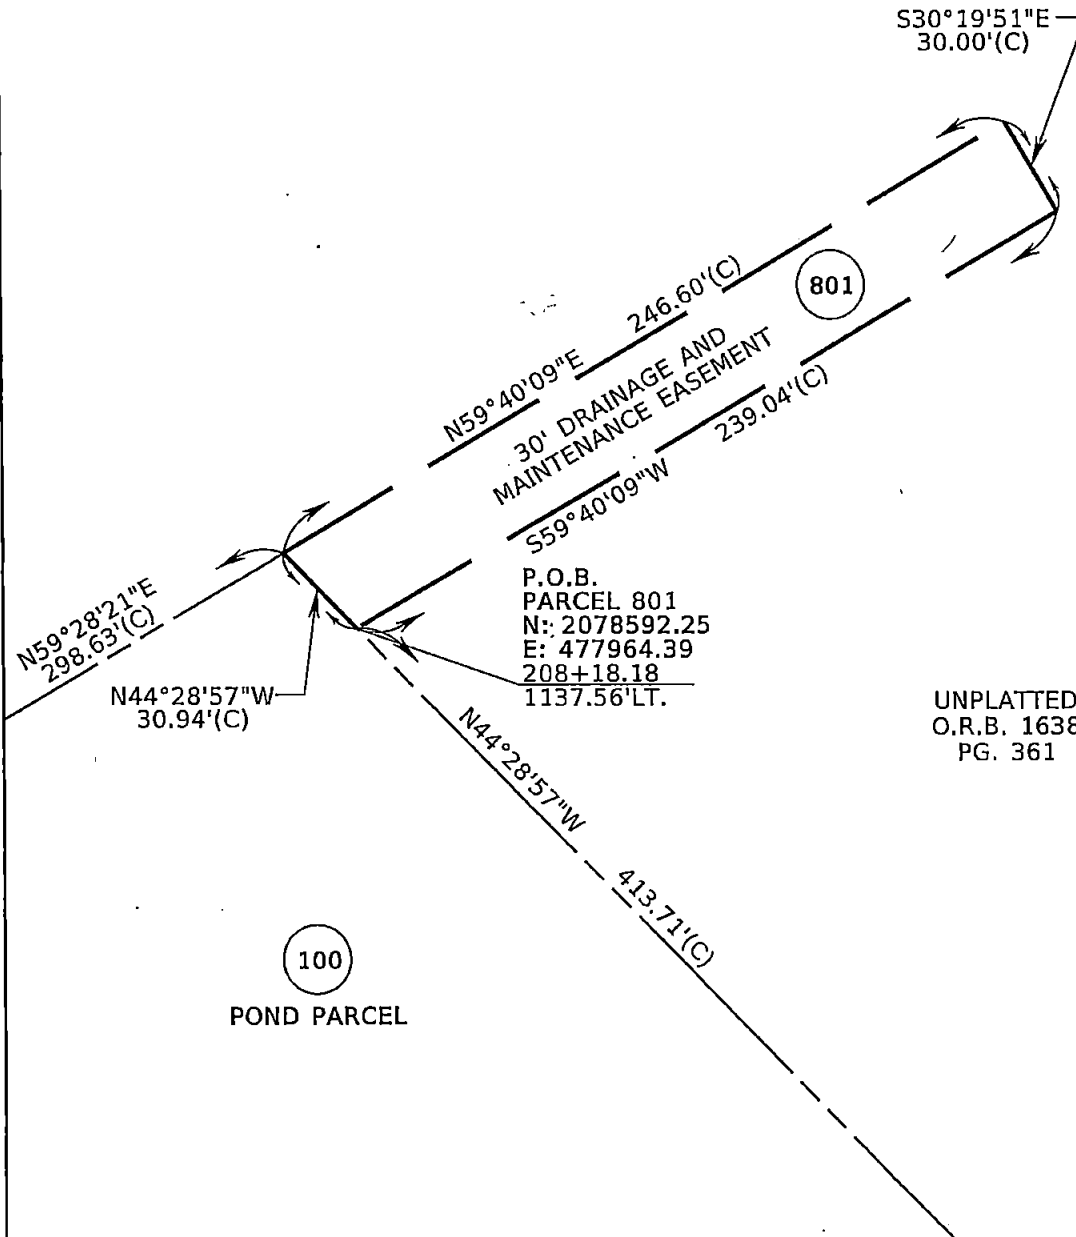 S30°19'51"E
30.00'(C)
801
246.60'(C)
N59°40'09"E
30' DRAINAGE AND
MAINTENANCE EASEMENT
239.04'(C)
S59°40'09"W
P.O.B.
PARCEL 801
N: 2078592.25
E: 477964.39
208+18.18
1137.56'LT.
N59°28'21"E
298.63'(C)
N44°28'57"W
30.94'(C)
UNPLATTED
O.R.B. 1638
PG. 361
N44°28'57"W
413.71'(C)
100
POND PARCEL